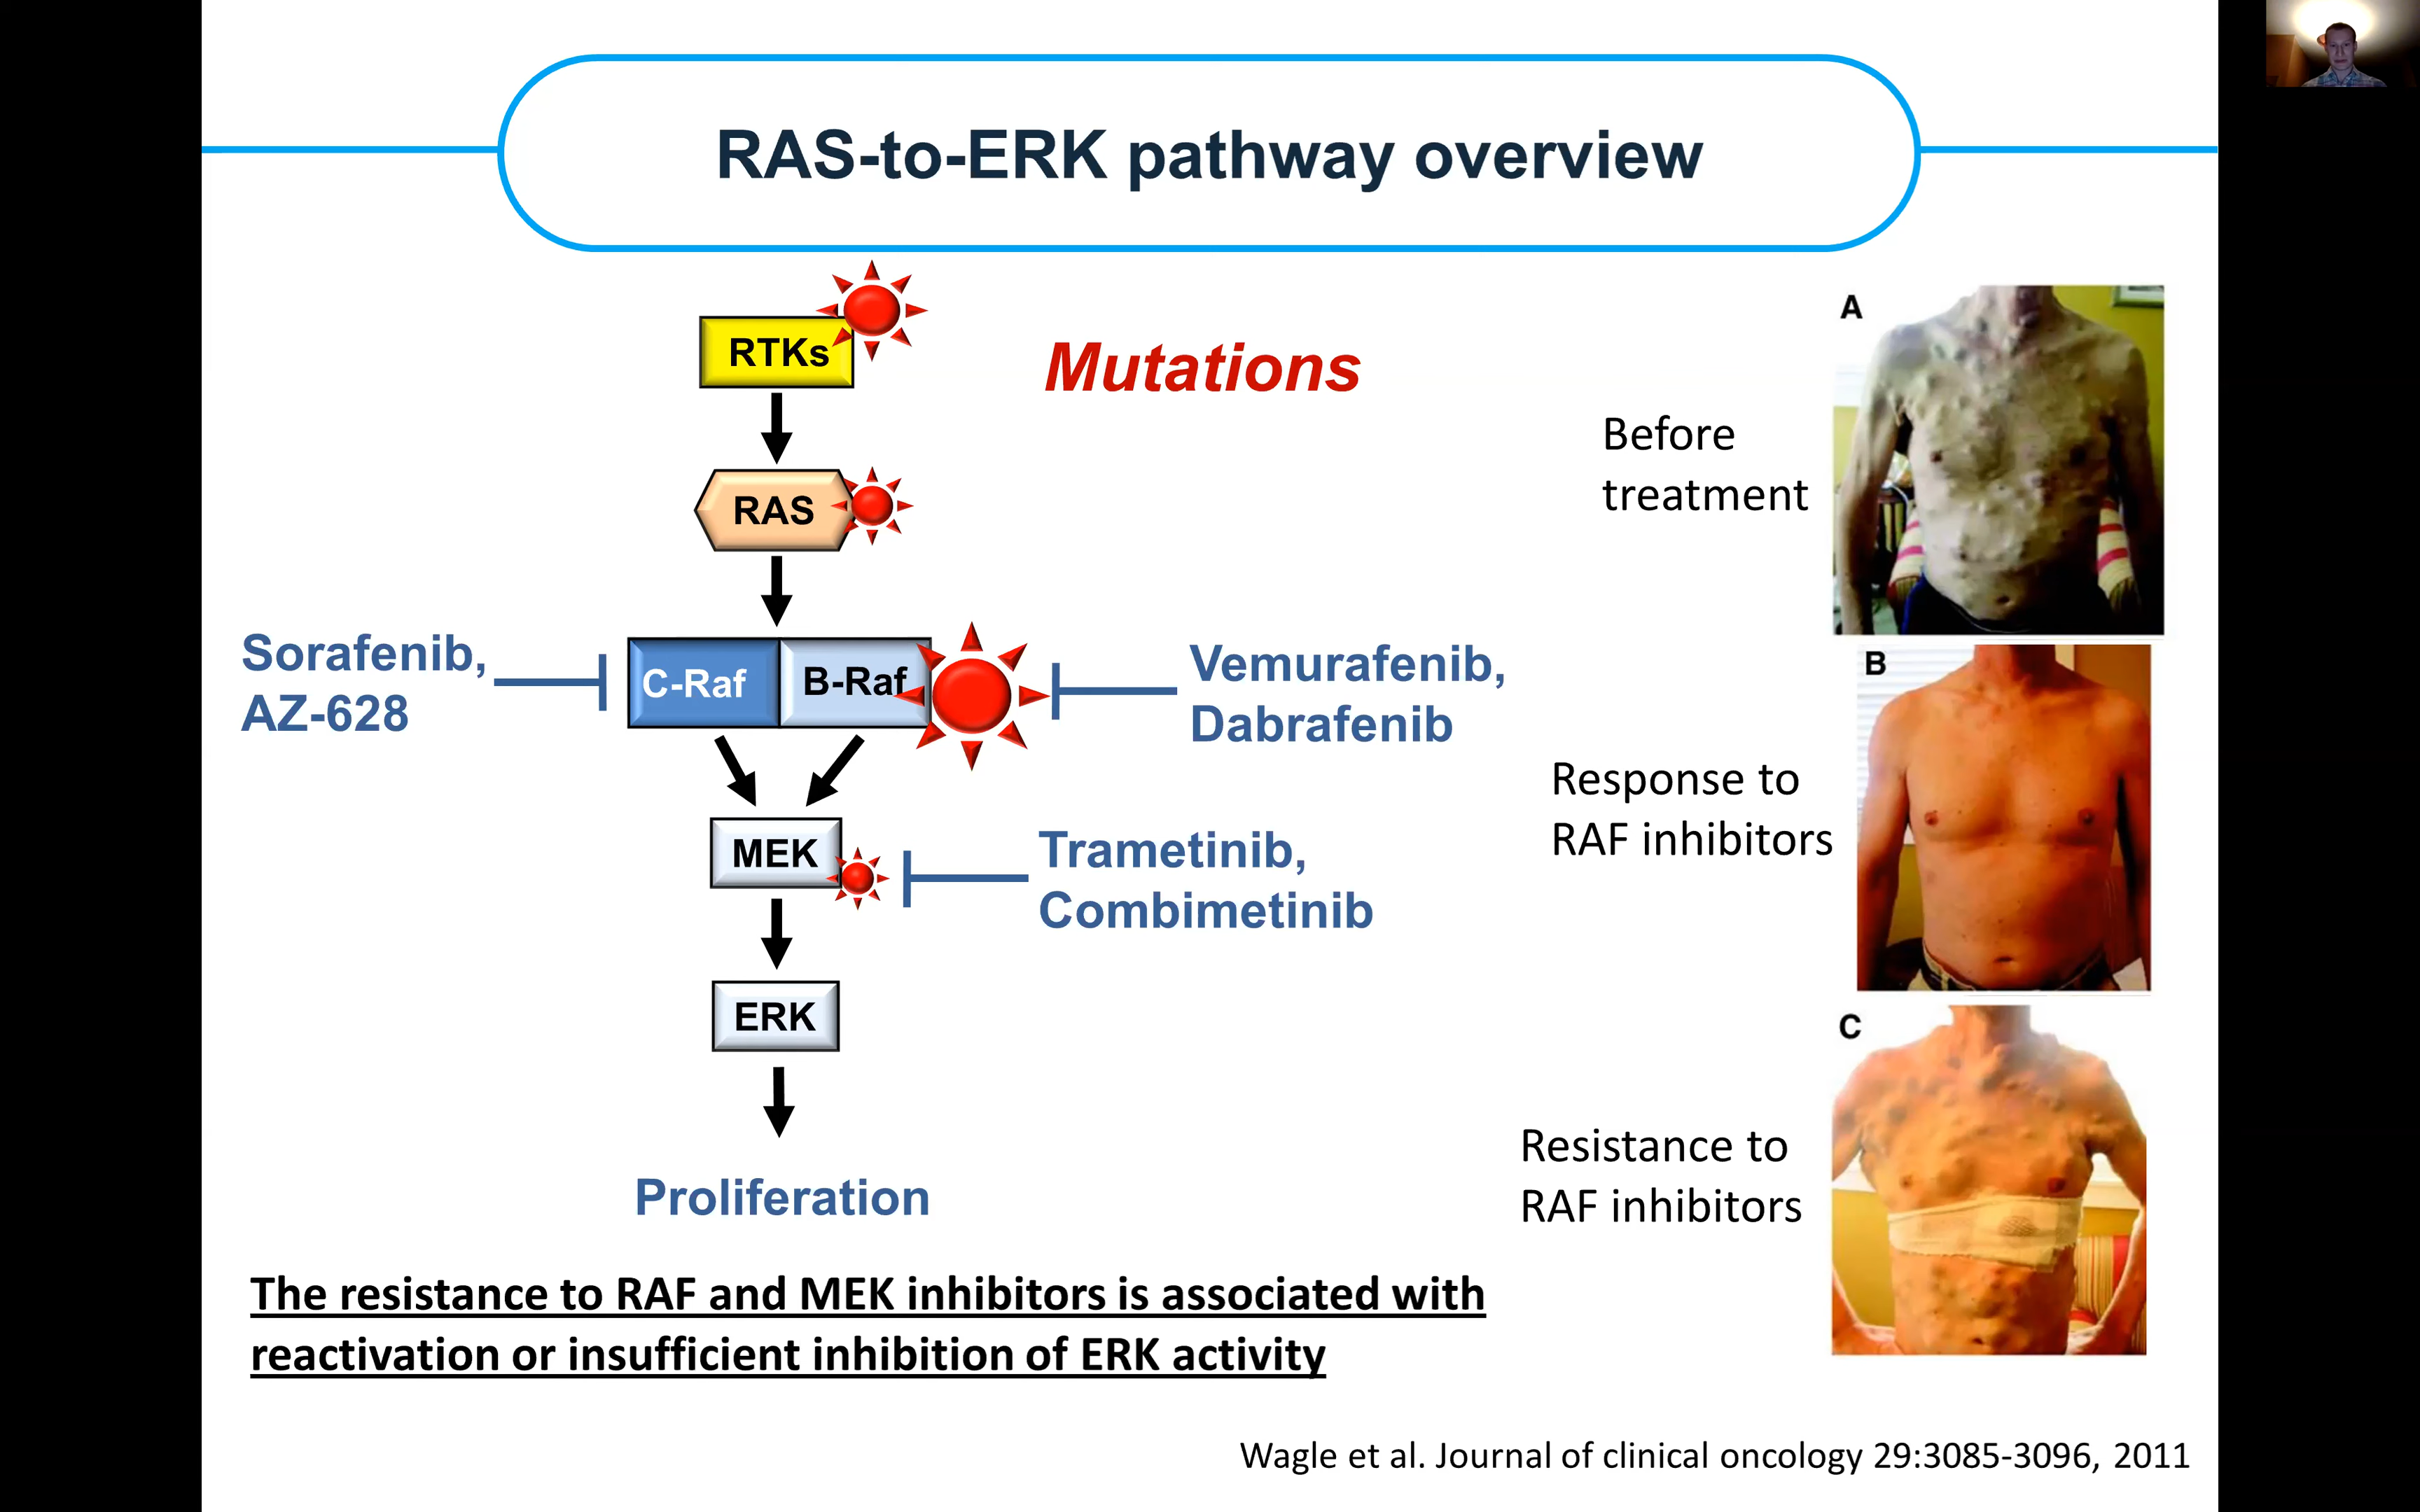 RAS-to-ERK pathway overview
RTKs
Mutations
RAS
Sorafenib,
AZ-628
C-Raf
B-Raf
Vemurafenib,
Dabrafenib
MEK
Trametinib,
Combimetinib
ERK
Proliferation
A
Before
treatment
B
Response to
RAF inhibitors
C
Resistance to
RAF inhibitors
The resistance to RAF and MEK inhibitors is associated with
reactivation or insufficient inhibition of ERK activity
Wagle et al. Journal of clinical oncology 29:3085-3096, 2011